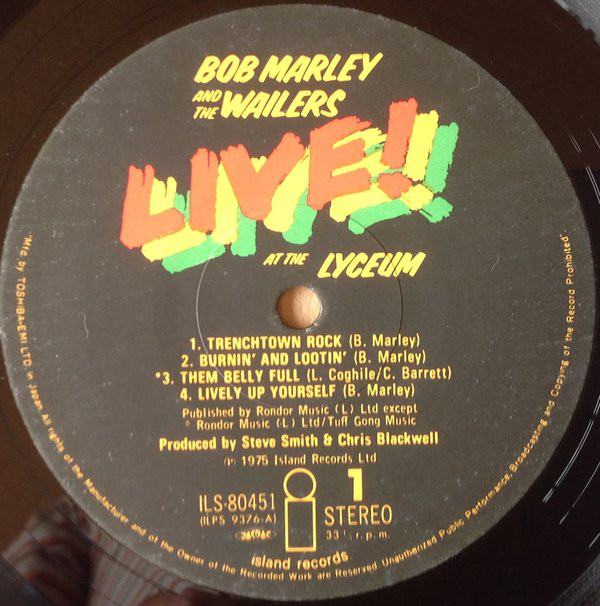 BOB MARLEY
AND THE WAILERS
LIVE!!
AT THE LYCEUM
1. TRENCHTOWN ROCK (B. Marley)
2. BURNIN' AND LOOTIN' (B. Marley)
*3. THEM BELLY FULL (L. Coghile/C. Barrett)
4. LIVELY UP YOURSELF (B. Marley)
Published by Rondor Music (L) Ltd except
* Rondor Music (L) Ltd/Tuff Gong Music
Produced by Steve Smith & Chris Blackwell
(P) 1975 Island Records Ltd
ILS-80451
(ILPS 9376-A)
JASRAC
1
STEREO
33⅓ r.p.m.
island records
"Mfg. by TOSHIBA-EMI LTD. in Japan. All rights of the Manufacturer and of the Owner of the Recorded Work are Reserved. Unauthorized Public Performance, Broadcasting and Copying of the Record Prohibited"